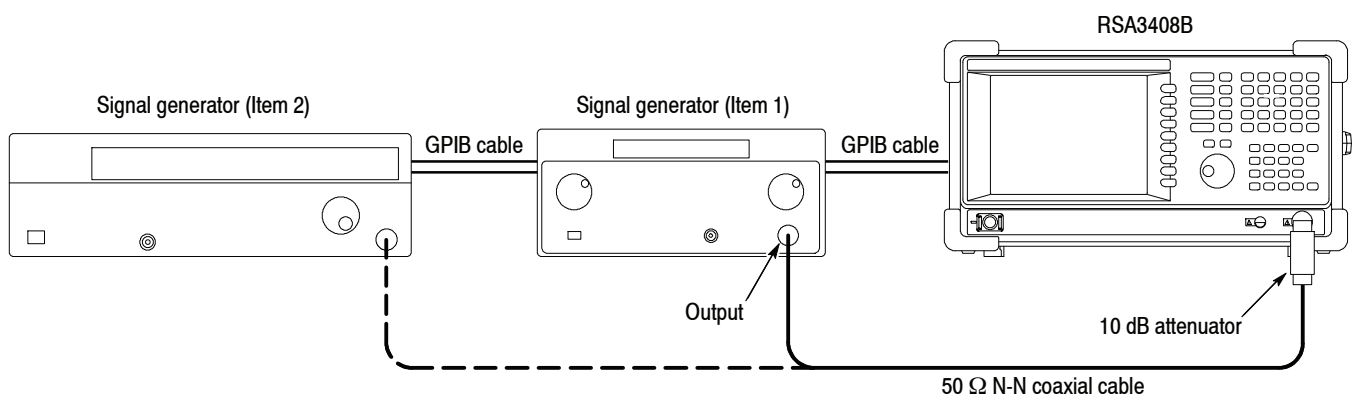 RSA3408B
Signal generator (Item 2)
Signal generator (Item 1)
GPIB cable
GPIB cable
Output
10 dB attenuator
50 Ω N-N coaxial cable